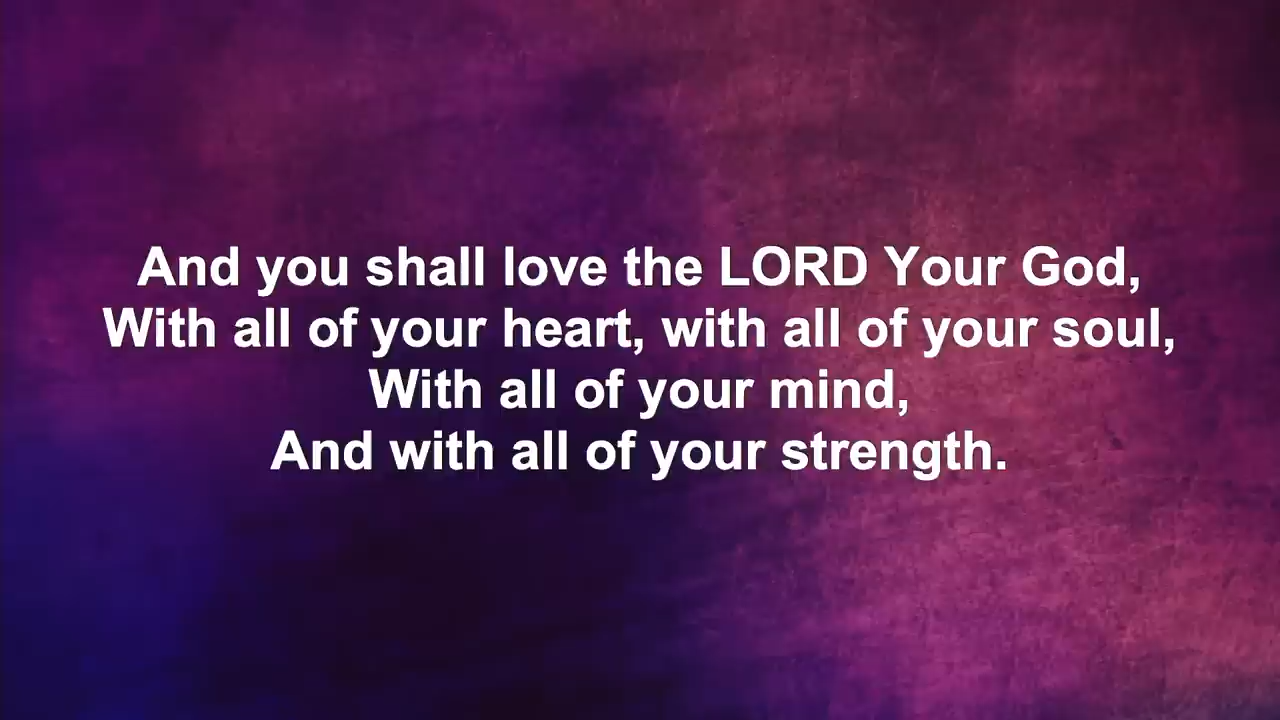 And you shall love the LORD Your God,
With all of your heart, with all of your soul,
With all of your mind,
And with all of your strength.